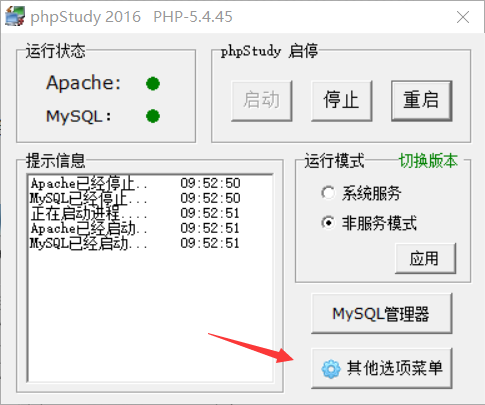 phpStudy 2016 PHP-5.4.45
运行状态
Apache:
MySQL:
phpStudy 启停
启动 停止 重启
提示信息
Apache已经停止.. 09:52:50
MySQL已经停止... 09:52:50
正在启动进程.... 09:52:51
Apache已经启动.. 09:52:51
MySQL已经启动... 09:52:51
运行模式 切换版本
系统服务
非服务模式
应用
MySQL管理器
其他选项菜单